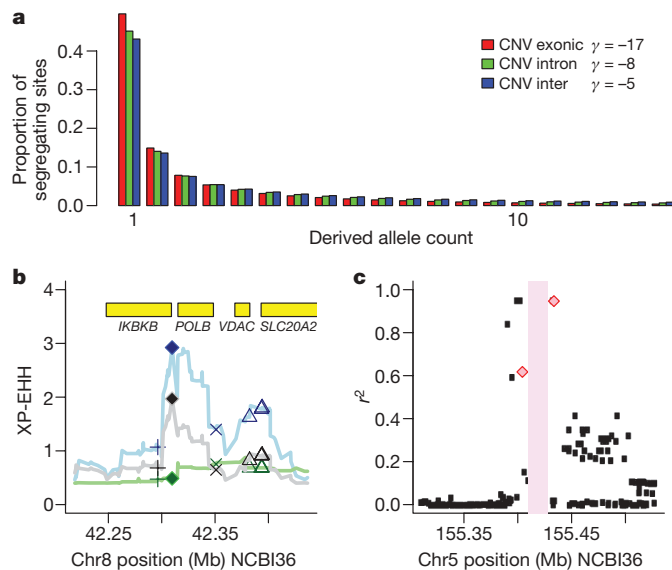 a
Proportion of
segregating sites
0.4
0.3
0.2
0.1
0.0
1
10
Derived allele count
CNV exonic γ = –17
CNV intron γ = –8
CNV inter γ = –5
b
XP-EHH
4
3
2
1
0
IKBKB POLB VDAC SLC20A2
42.25 42.35
Chr8 position (Mb) NCBI36
c
r2
1.0
0.8
0.6
0.4
0.2
0.0
155.35 155.45
Chr5 position (Mb) NCBI36